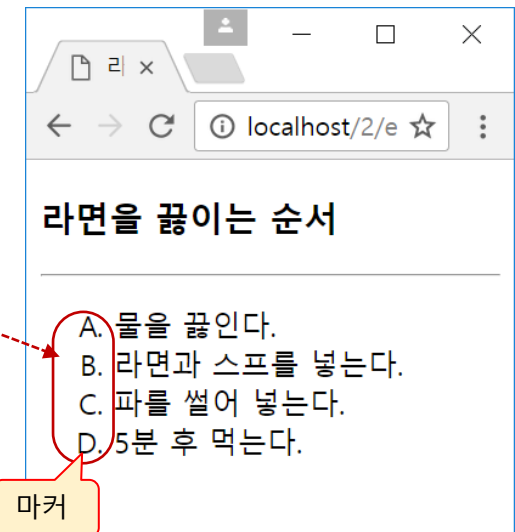 리
localhost/2/e
라면을 끓이는 순서
A. 물을 끓인다.
B. 라면과 스프를 넣는다.
C. 파를 썰어 넣는다.
D. 5분 후 먹는다.
마커